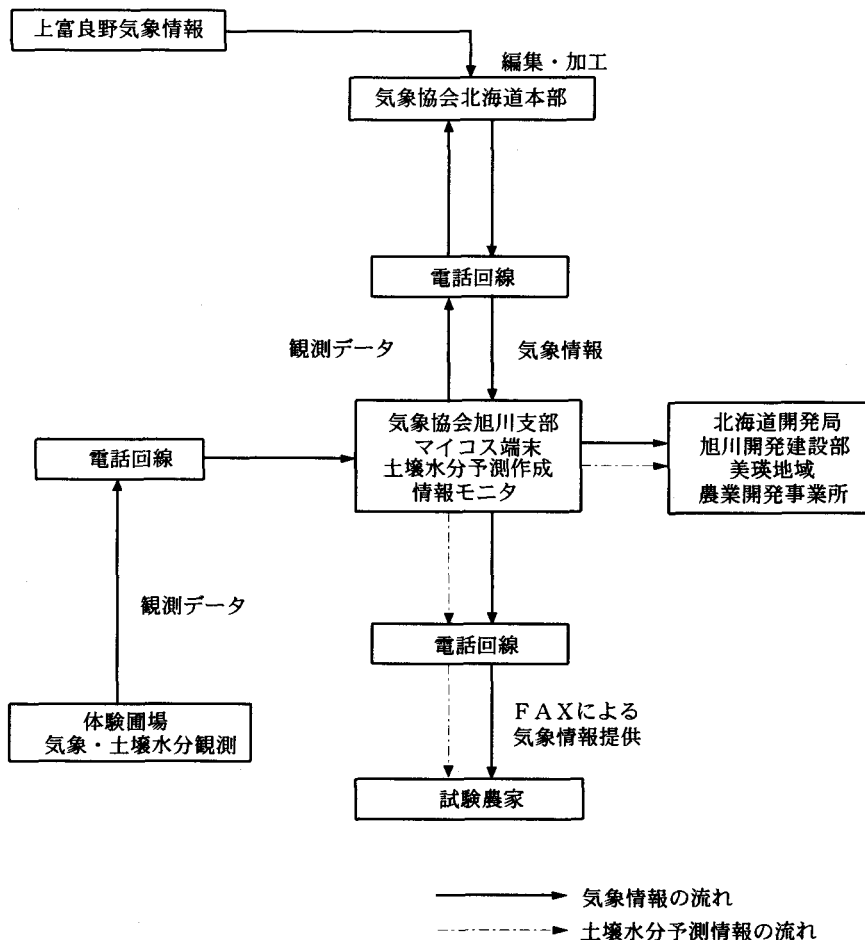 上富良野気象情報
編集・加工
気象協会北海道本部
電話回線
観測データ
気象情報
気象協会旭川支部
マイコス端末
土壌水分予測作成
情報モニタ
北海道開発局
旭川開発建設部
美瑛地域
農業開発事業所
電話回線
観測データ
電話回線
体験圃場
気象・土壌水分観測
FAXによる
気象情報提供
試験農家
気象情報の流れ
土壌水分予測情報の流れ